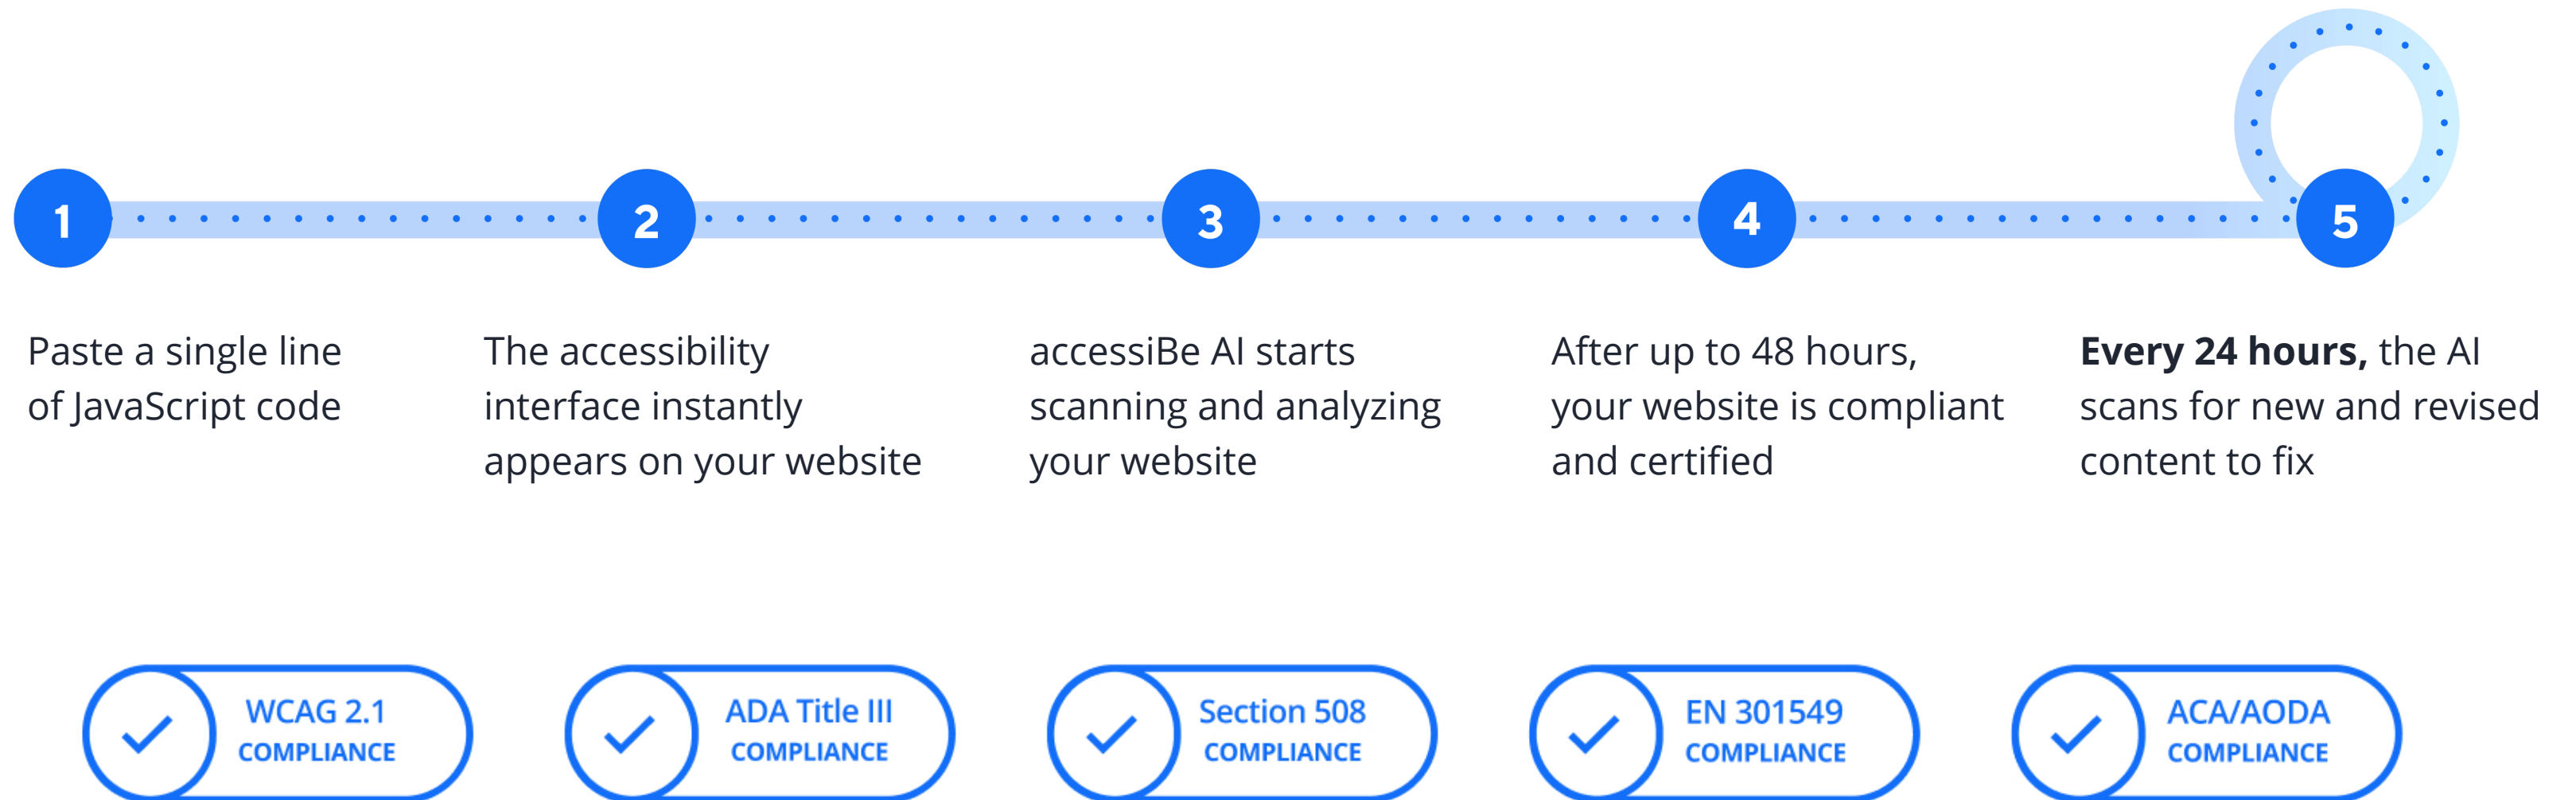 1
2
3
4
5
Paste a single line
of JavaScript code
The accessibility
interface instantly
appears on your website
accessiBe AI starts
scanning and analyzing
your website
After up to 48 hours,
your website is compliant
and certified
Every 24 hours, the AI
scans for new and revised
content to fix
WCAG 2.1
COMPLIANCE
ADA Title III
COMPLIANCE
Section 508
COMPLIANCE
EN 301549
COMPLIANCE
ACA/AODA
COMPLIANCE